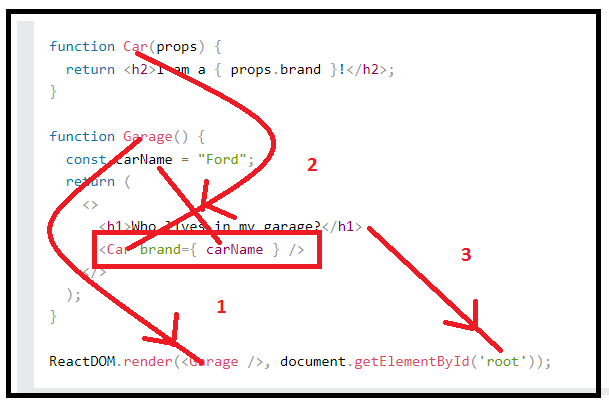 function Car(props) {
return <h2>I am a { props.brand }!</h2>;
}
function Garage() {
const carName = "Ford";
return (
<>
<h1>Who lives in my garage?</h1>
<Car brand={ carName } />
</>
);
}
ReactDOM.render(<Garage />, document.getElementById('root'));
2
3
1